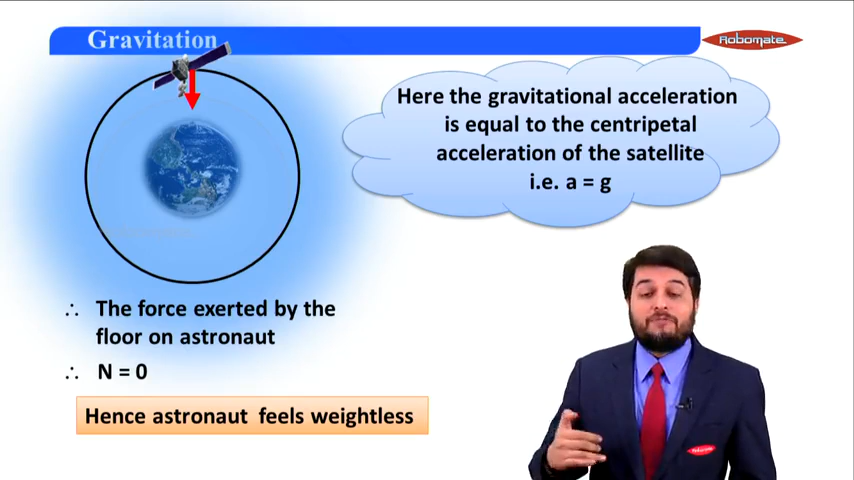 Gravitation
Robomate
Here the gravitational acceleration
is equal to the centripetal
acceleration of the satellite
i.e. a = g
∴ The force exerted by the
floor on astronaut
∴ N = 0
Hence astronaut feels weightless